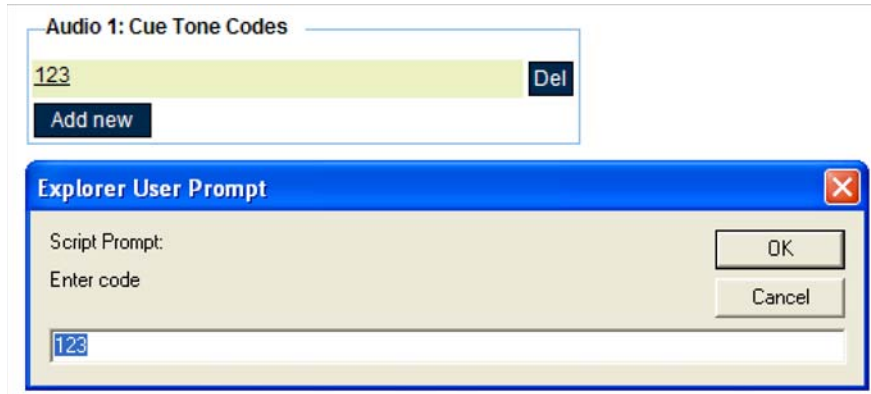 Audio 1: Cue Tone Codes
123 Del
Add new
Explorer User Prompt
Script Prompt:
OK
Enter code
Cancel
123